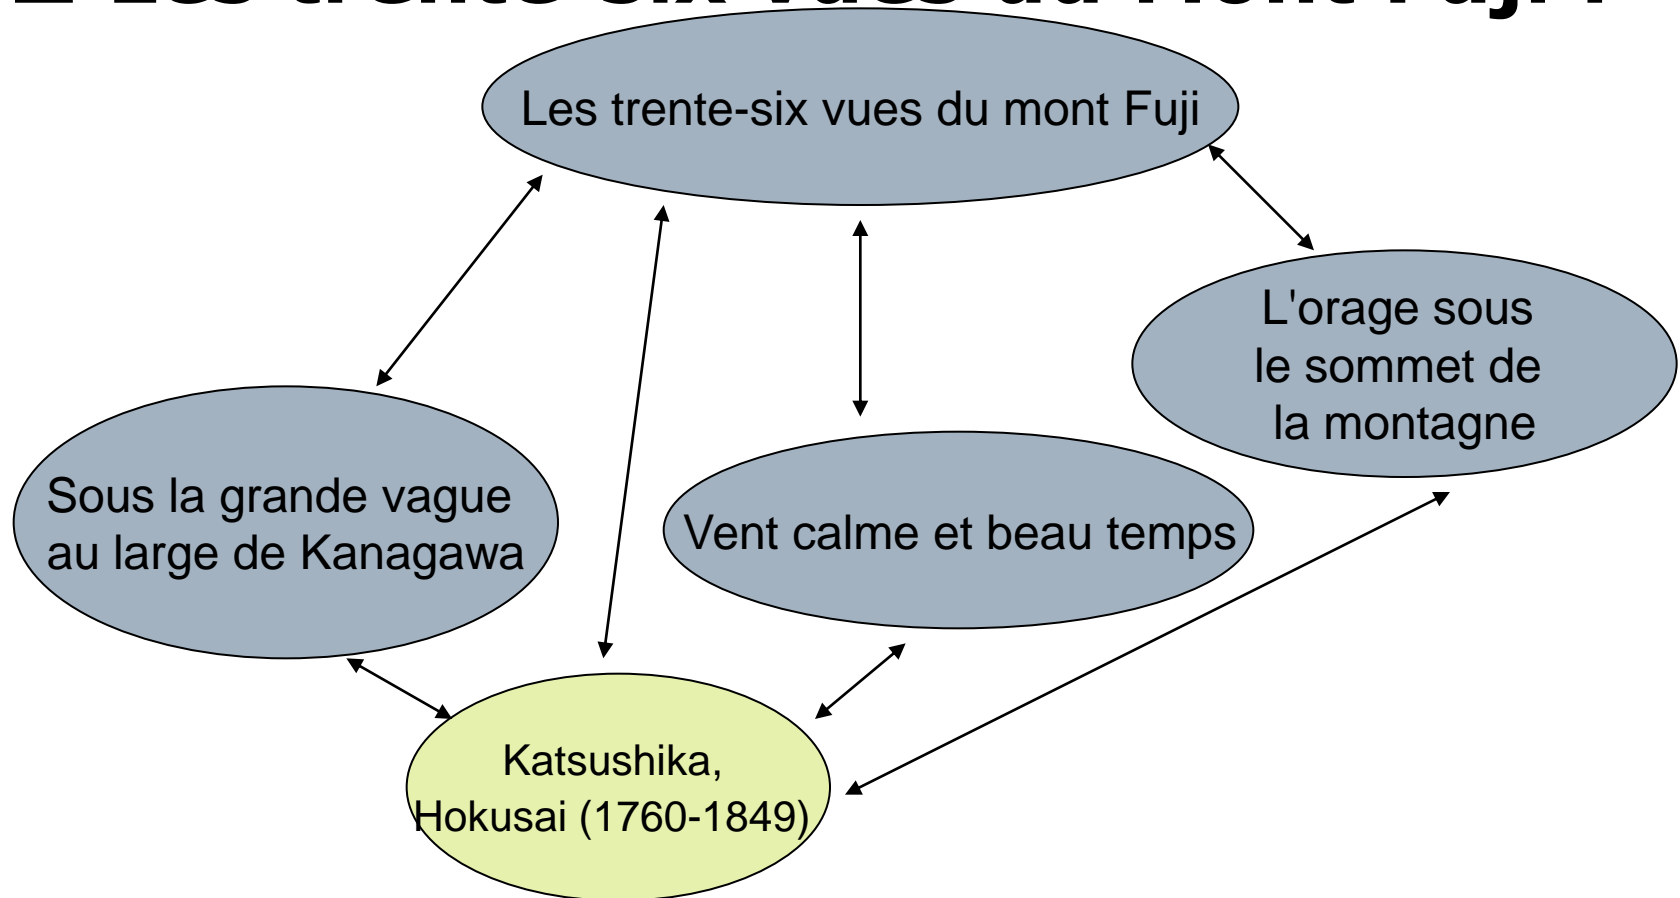 Les trente-six vues du mont Fuji
L'orage sous
le sommet de
la montagne
Sous la grande vague
au large de Kanagawa
Vent calme et beau temps
Katsushika,
Hokusai (1760-1849)